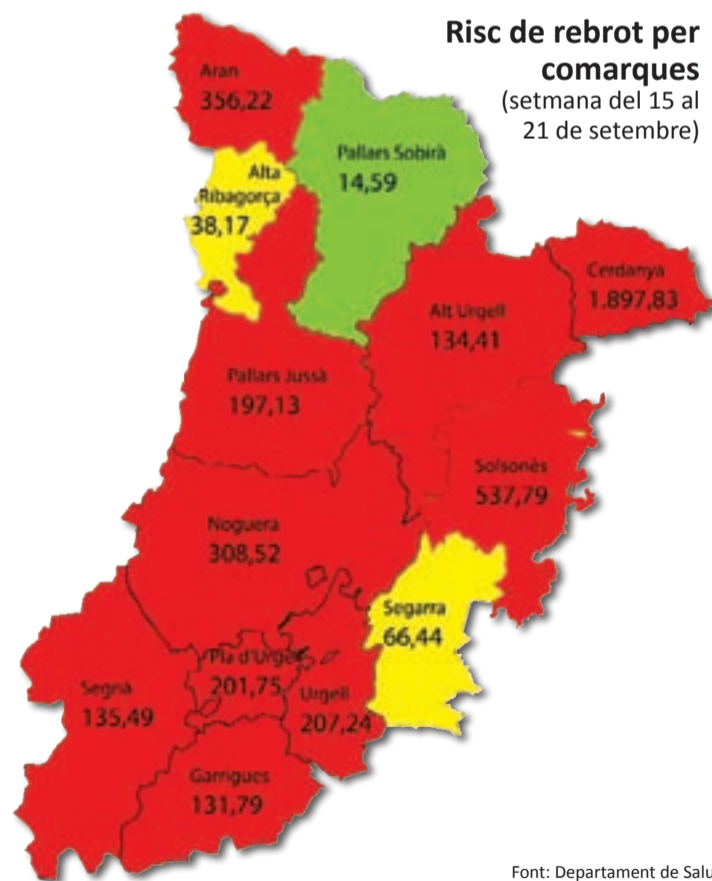 Risc de rebrot per
comarques
(setmana del 15 al
21 de setembre)
Aran
356,22
Pallars Sobirà
14,59
Alta
Ribagorça
38,17
Cerdanya
1.897,83
Alt Urgell
134,41
Pallars Jussà
197,13
Solsonès
537,79
Noguera
308,52
Segarra
66,44
Pla d'Urgell
201,75
Segrià
135,49
Urgell
207,24
Garrigues
131,79
Font: Departament de Salu